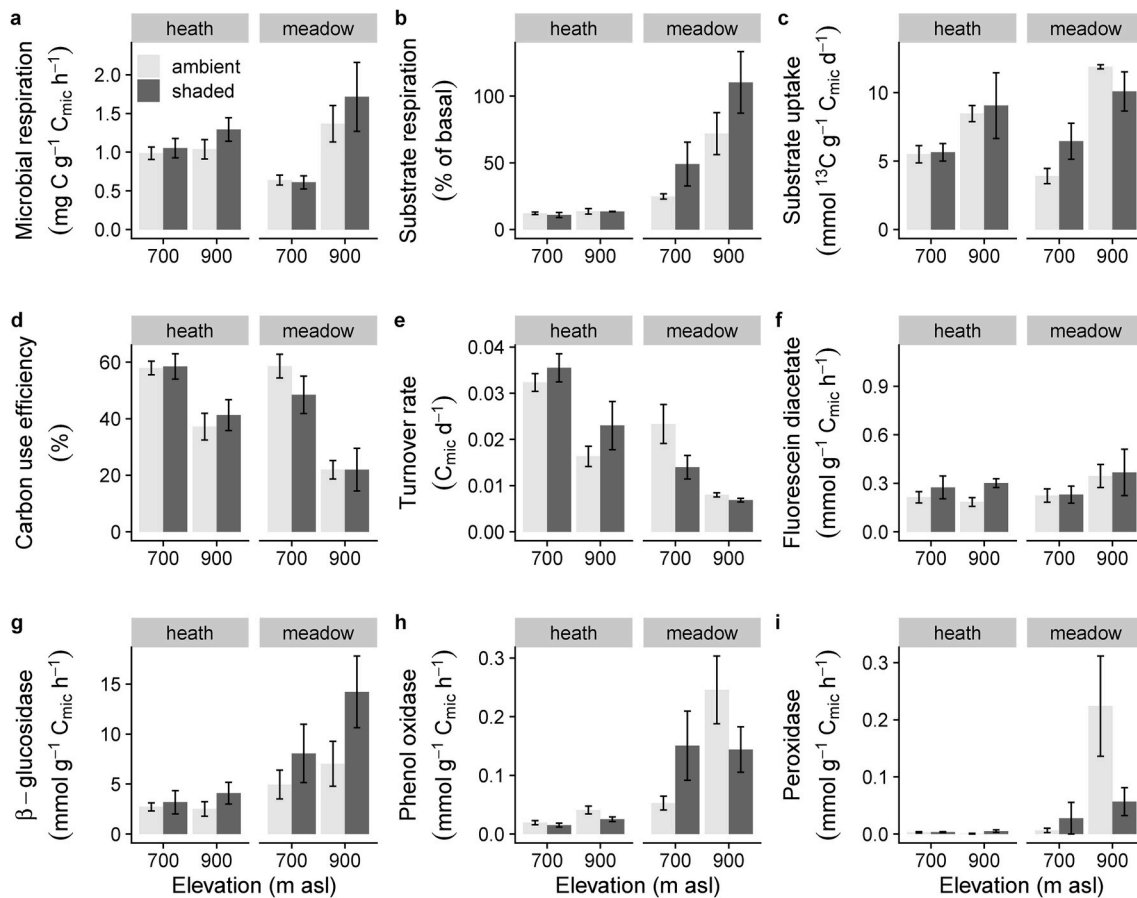 a
heath
meadow
ambient
shaded
Microbial respiration
(mg C g⁻¹ Cmic h⁻¹)
2.0
1.5
1.0
0.5
0.0
700 900
700 900
b
heath
meadow
Substrate respiration
(% of basal)
100
50
0
700 900
700 900
c
heath
meadow
Substrate uptake
(mmol ¹³C g⁻¹ Cmic d⁻¹)
10
5
0
700 900
700 900
d
heath
meadow
Carbon use efficiency
(%)
60
40
20
0
700 900
700 900
e
heath
meadow
Turnover rate
(Cmic d⁻¹)
0.04
0.03
0.02
0.01
0.00
700 900
700 900
f
heath
meadow
Fluorescein diacetate
(mmol g⁻¹ Cmic h⁻¹)
0.9
0.6
0.3
0.0
700 900
700 900
g
heath
meadow
β − glucosidase
(mmol g⁻¹ Cmic h⁻¹)
15
10
5
0
700 900
700 900
Elevation (m asl)
h
heath
meadow
Phenol oxidase
(mmol g⁻¹ Cmic h⁻¹)
0.3
0.2
0.1
0.0
700 900
700 900
Elevation (m asl)
i
heath
meadow
Peroxidase
(mmol g⁻¹ Cmic h⁻¹)
0.3
0.2
0.1
0.0
700 900
700 900
Elevation (m asl)